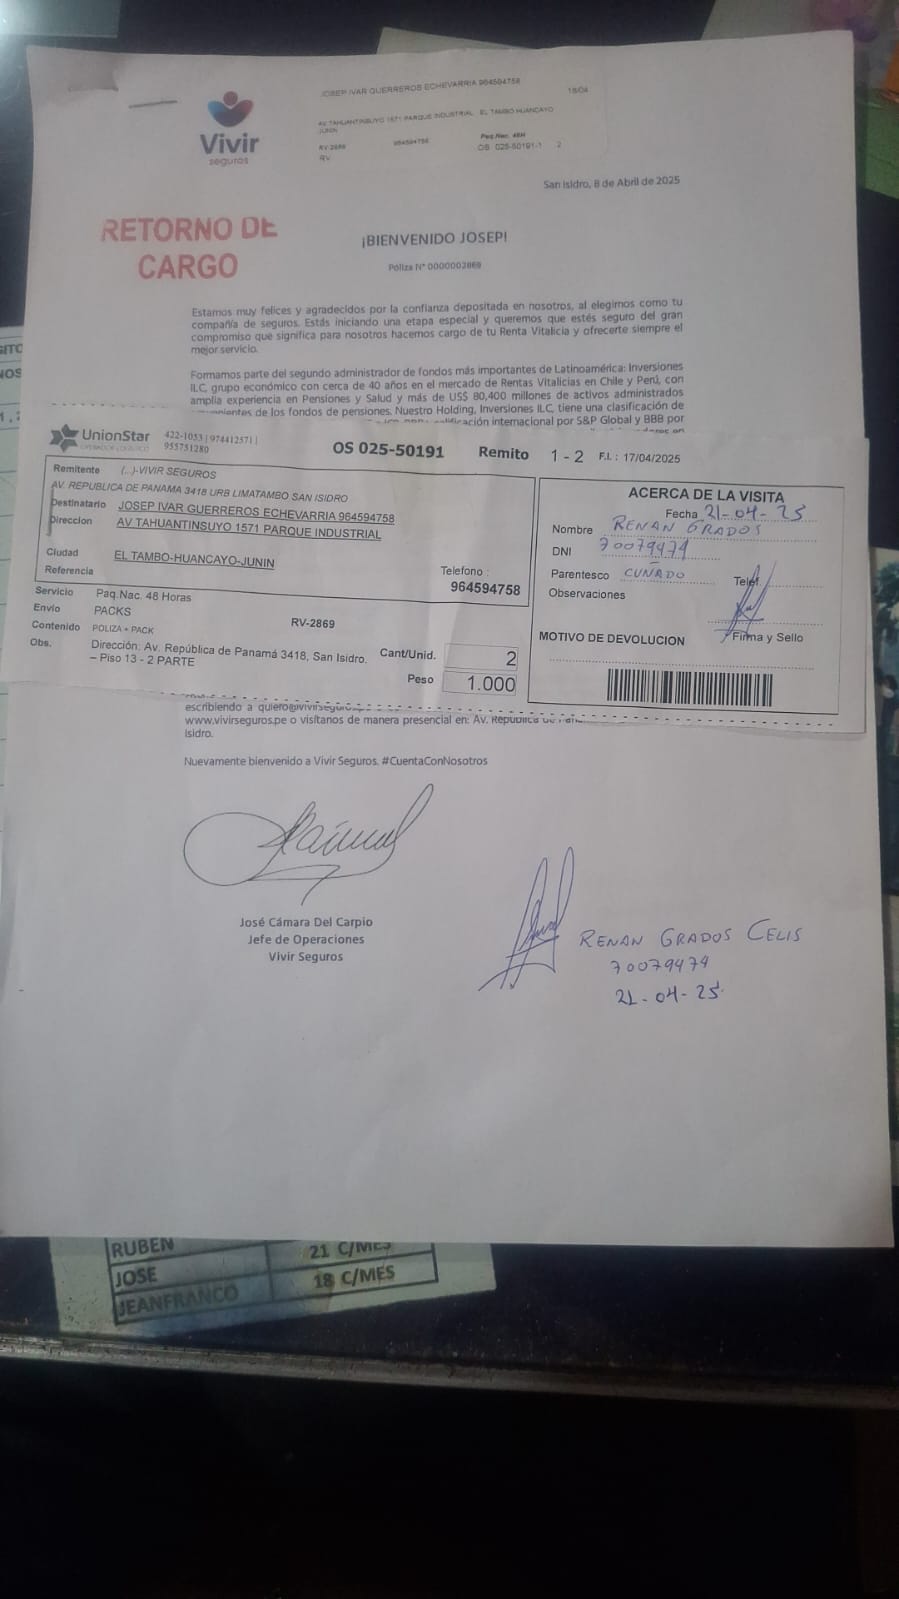 JOSEP IVAR GUERREROS ECHEVARRIA 964594758
18/04
AV TAHUANTINSUYO 1571 PARQUE INDUSTRIAL EL TAMBO HUANCAYO
JUNIN
RV-2869 964594758 Paq.Nac. 48H
RV. OS 025-50191-1 2
Vivir
seguros
San Isidro, 8 de Abril de 2025
RETORNO DE
CARGO
¡BIENVENIDO JOSEP!
Póliza N° 0000002869
Estamos muy felices y agradecidos por la confianza depositada en nosotros, al elegirnos como tu
compañía de seguros. Estás iniciando una etapa especial y queremos que estés seguro del gran
compromiso que significa para nosotros hacernos cargo de tu Renta Vitalicia y ofrecerte siempre el
mejor servicio.
Formamos parte del segundo administrador de fondos más importantes de Latinoamérica: Inversiones
ILC, grupo económico con cerca de 40 años en el mercado de Rentas Vitalicias en Chile y Perú, con
amplia experiencia en Pensiones y Salud y más de US$ 80,400 millones de activos administrados
de los fondos de pensiones. Nuestro Holding, Inversiones ILC, tiene una clasificación de
internacional por S&P Global y BBB por
UnionStar 422-1053 | 974412571 |
955751280
OS 025-50191 Remito 1 - 2 F.I. : 17/04/2025
Remitente (...)-VIVIR SEGUROS
AV. REPUBLICA DE PANAMA 3418 URB LIMATAMBO SAN ISIDRO
Destinatario JOSEP IVAR GUERREROS ECHEVARRIA 964594758
Direccion AV TAHUANTINSUYO 1571 PARQUE INDUSTRIAL
Ciudad EL TAMBO-HUANCAYO-JUNIN
Referencia
Telefono :
964594758
Servicio Paq.Nac. 48 Horas
Envio PACKS
Contenido POLIZA + PACK RV-2869
Obs. Dirección: Av. República de Panamá 3418, San Isidro.
– Piso 13 - 2 PARTE
Cant/Unid. 2
Peso 1.000
ACERCA DE LA VISITA
Fecha 21-04-25
Nombre RENAN GRADOS
DNI 70079479
Parentesco CUÑADO
Telef.
Observaciones
Firma y Sello
MOTIVO DE DEVOLUCION
escribiendo a
www.vivirseguros.pe o visítanos de manera presencial en: Av. República de
Isidro.
Nuevamente bienvenido a Vivir Seguros. #CuentaConNosotros
José Cámara Del Carpio
Jefe de Operaciones
Vivir Seguros
RENAN GRADOS CELIS
70079479
21-04-25
RUBEN 21 C/MES
JOSE 18 C/MES
JEANFRANCO